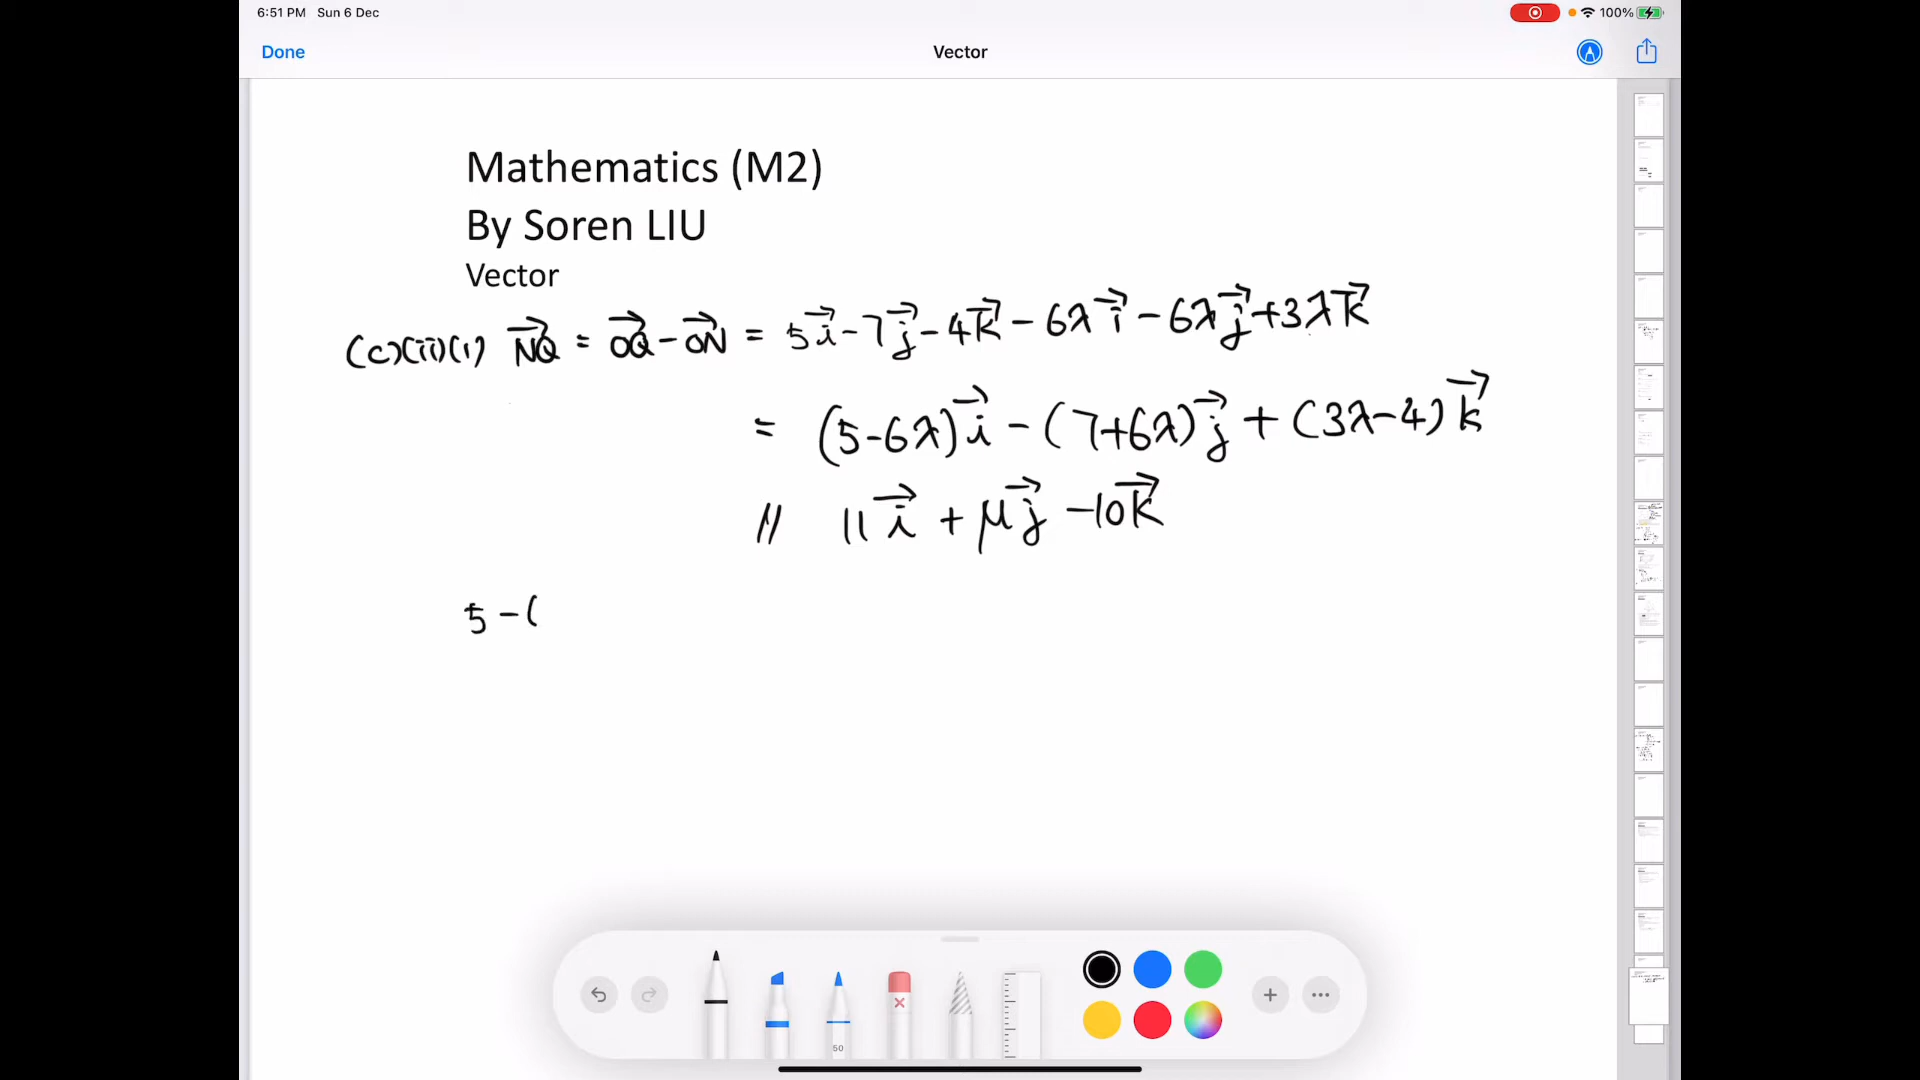 6:51 PM Sun 6 Dec 100%
Done Vector
Mathematics (M2)
By Soren LIU
Vector
(c)(ii)(1) NQ⃗ = OQ⃗ - ON⃗ = 5i⃗ - 7j⃗ - 4k⃗ - 6λi⃗ - 6λj⃗ + 3λk⃗
= (5-6λ)i⃗ - (7+6λ)j⃗ + (3λ-4)k⃗
// 11i⃗ + μj⃗ - 10k⃗
5 - (
50